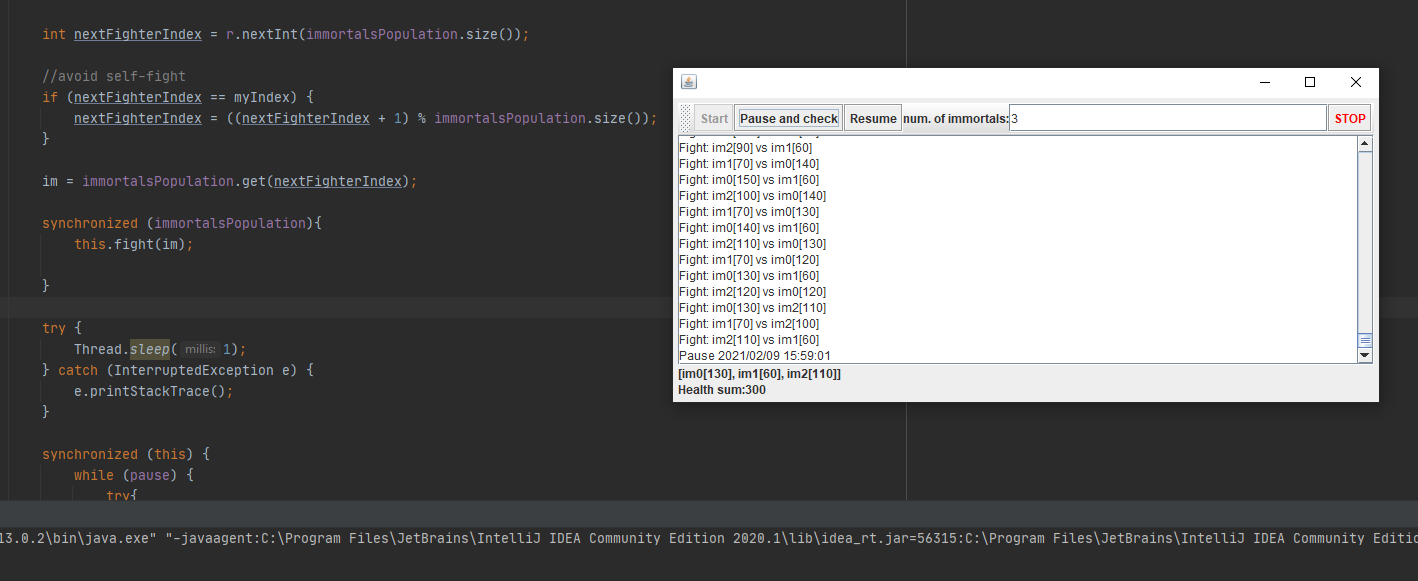 int nextFighterIndex = r.nextInt(immortalsPopulation.size());
//avoid self-fight
if (nextFighterIndex == myIndex) {
nextFighterIndex = ((nextFighterIndex + 1) % immortalsPopulation.size());
}
im = immortalsPopulation.get(nextFighterIndex);
synchronized (immortalsPopulation){
this.fight(im);
}
try {
Thread.sleep( millis: 1);
} catch (InterruptedException e) {
e.printStackTrace();
}
synchronized (this) {
while (pause) {
try{
Start Pause and check Resume num. of immortals: 3 STOP
Fight: im2[90] vs im1[60]
Fight: im1[70] vs im0[140]
Fight: im0[150] vs im1[60]
Fight: im2[100] vs im0[140]
Fight: im1[70] vs im0[130]
Fight: im0[140] vs im1[60]
Fight: im2[110] vs im0[130]
Fight: im1[70] vs im0[120]
Fight: im0[130] vs im1[60]
Fight: im2[120] vs im0[120]
Fight: im0[130] vs im2[110]
Fight: im1[70] vs im2[100]
Fight: im2[110] vs im1[60]
Pause 2021/02/09 15:59:01
[im0[130], im1[60], im2[110]]
Health sum:300
13.0.2\bin\java.exe" "-javaagent:C:\Program Files\JetBrains\IntelliJ IDEA Community Edition 2020.1\lib\idea_rt.jar=56315:C:\Program Files\JetBrains\IntelliJ IDEA Community Editio